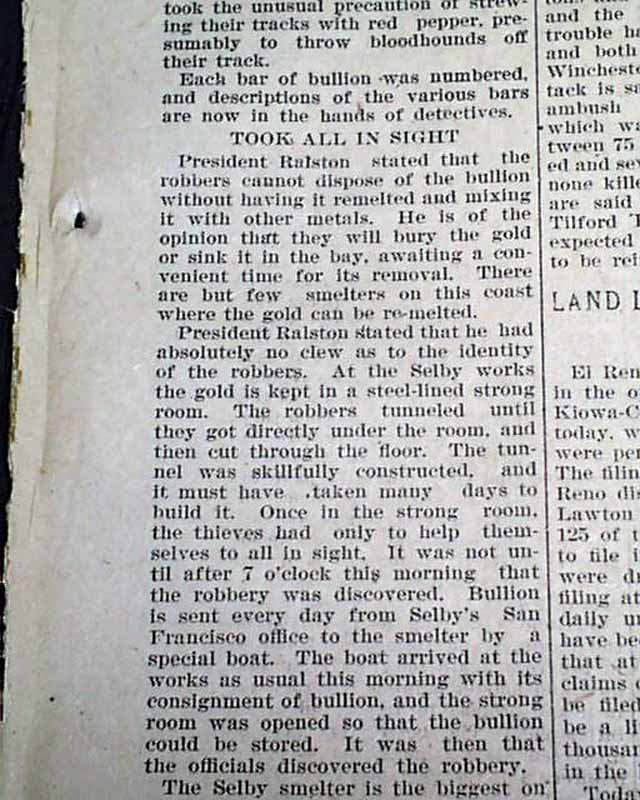 took the unusual precaution of strew-
ing their tracks with red pepper, pre-
sumably to throw bloodhounds off
their track.
Each bar of bullion was numbered,
and descriptions of the various bars
are now in the hands of detectives.
TOOK ALL IN SIGHT
President Ralston stated that the
robbers cannot dispose of the bullion
without having it remelted and mixing
it with other metals. He is of the
opinion that they will bury the gold
or sink it in the bay, awaiting a con-
venient time for its removal. There
are but few smelters on this coast
where the gold can be re-melted.
President Ralston stated that he had
absolutely no clew as to the identity
of the robbers. At the Selby works
the gold is kept in a steel-lined strong
room. The robbers tunneled until
they got directly under the room, and
then cut through the floor. The tun-
nel was skillfully constructed, and
it must have taken many days to
build it. Once in the strong room,
the thieves had only to help them-
selves to all in sight. It was not un-
til after 7 o'clock this morning that
the robbery was discovered. Bullion
is sent every day from Selby's San
Francisco office to the smelter by a
special boat. The boat arrived at the
works as usual this morning with its
consignment of bullion, and the strong
room was opened so that the bullion
could be stored. It was then that
the officials discovered the robbery.
The Selby smelter is the biggest on
and the
trouble
and both
tack is
ambush
which
tween 75
ed and
none
are said
Tilford
expected
to be
LAND
El
in the
today,
were
The
Reno
Lawton
125 of
to file
were
filing at
daily
have
that at
claims
be filed
be a
in the